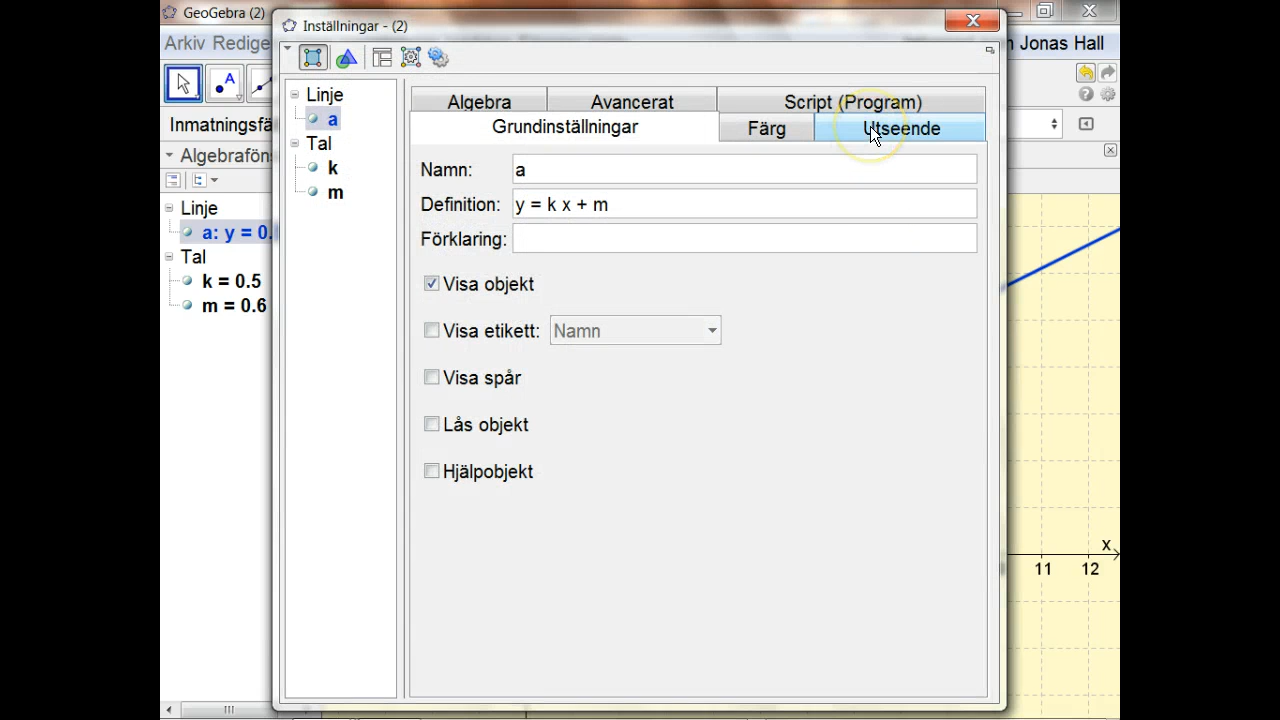 GeoGebra (2)
Inställningar - (2)
Arkiv Redige
n Jonas Hall
A
Inmatningsfä
Algebrafön
Linje
a: y = 0.
Tal
k = 0.5
m = 0.6
Linje
a
Tal
k
m
Algebra Avancerat Script (Program)
Grundinställningar Färg Utseende
Namn: a
Definition: y = k x + m
Förklaring:
Visa objekt
Visa etikett: Namn
Visa spår
Lås objekt
Hjälpobjekt
x
11 12